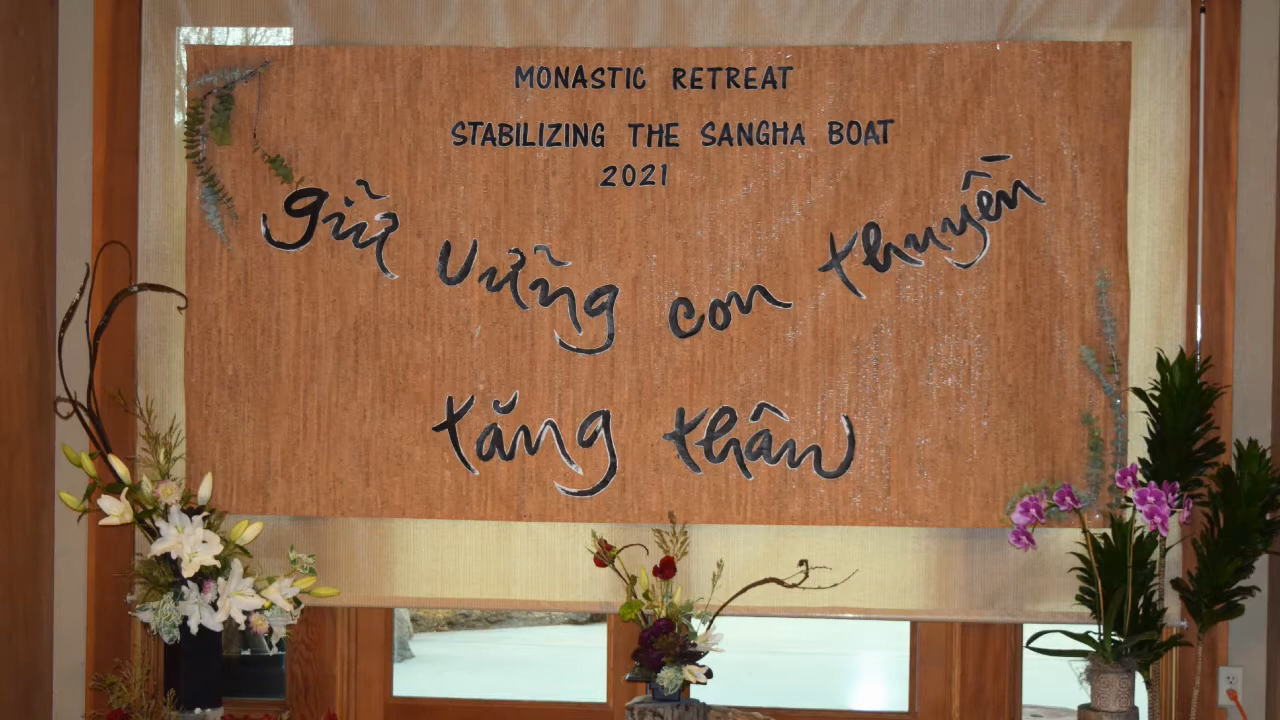 MONASTIC RETREAT
STABILIZING THE SANGHA BOAT
2021
giữ vững con thuyền
tăng thân